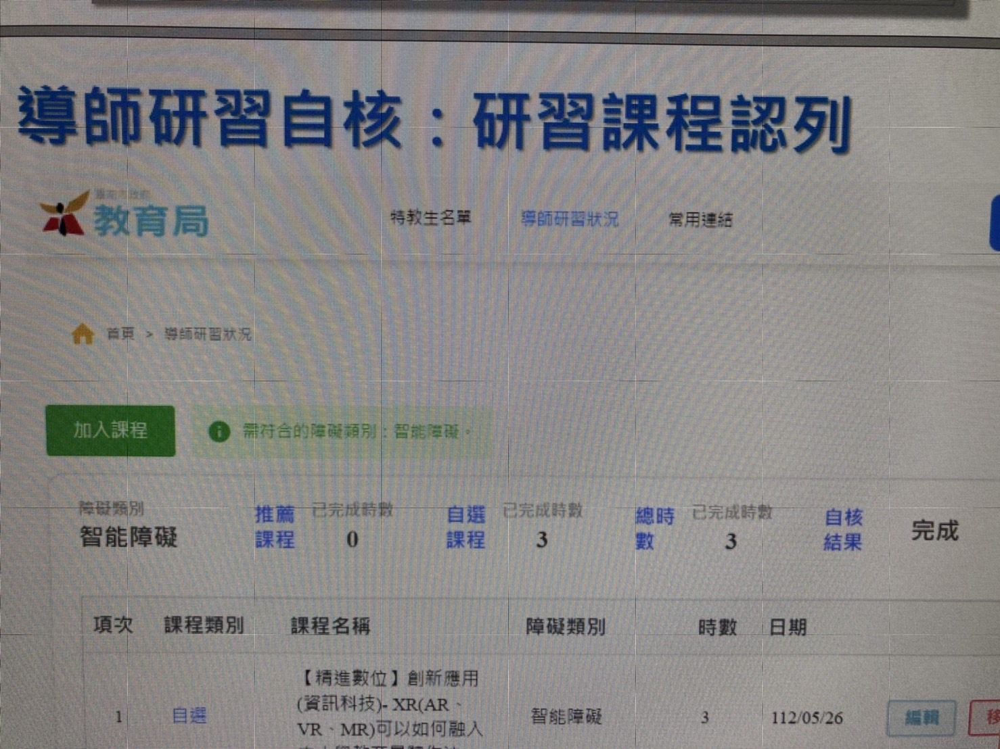 導師研習自核：研習課程認列
臺南市政府
教育局
特教生名單 導師研習狀況 常用連結
首頁 > 導師研習狀況
加入課程 需符合的障礙類別：智能障礙。
障礙類別
智能障礙
推薦課程 已完成時數 0
自選課程 已完成時數 3
總時數 已完成時數 3
自核結果 完成
項次 課程類別 課程名稱 障礙類別 時數 日期
【精進數位】創新應用
(資訊科技)- XR(AR、
1 自選 VR、MR)可以如何融入 智能障礙 3 112/05/26 編輯